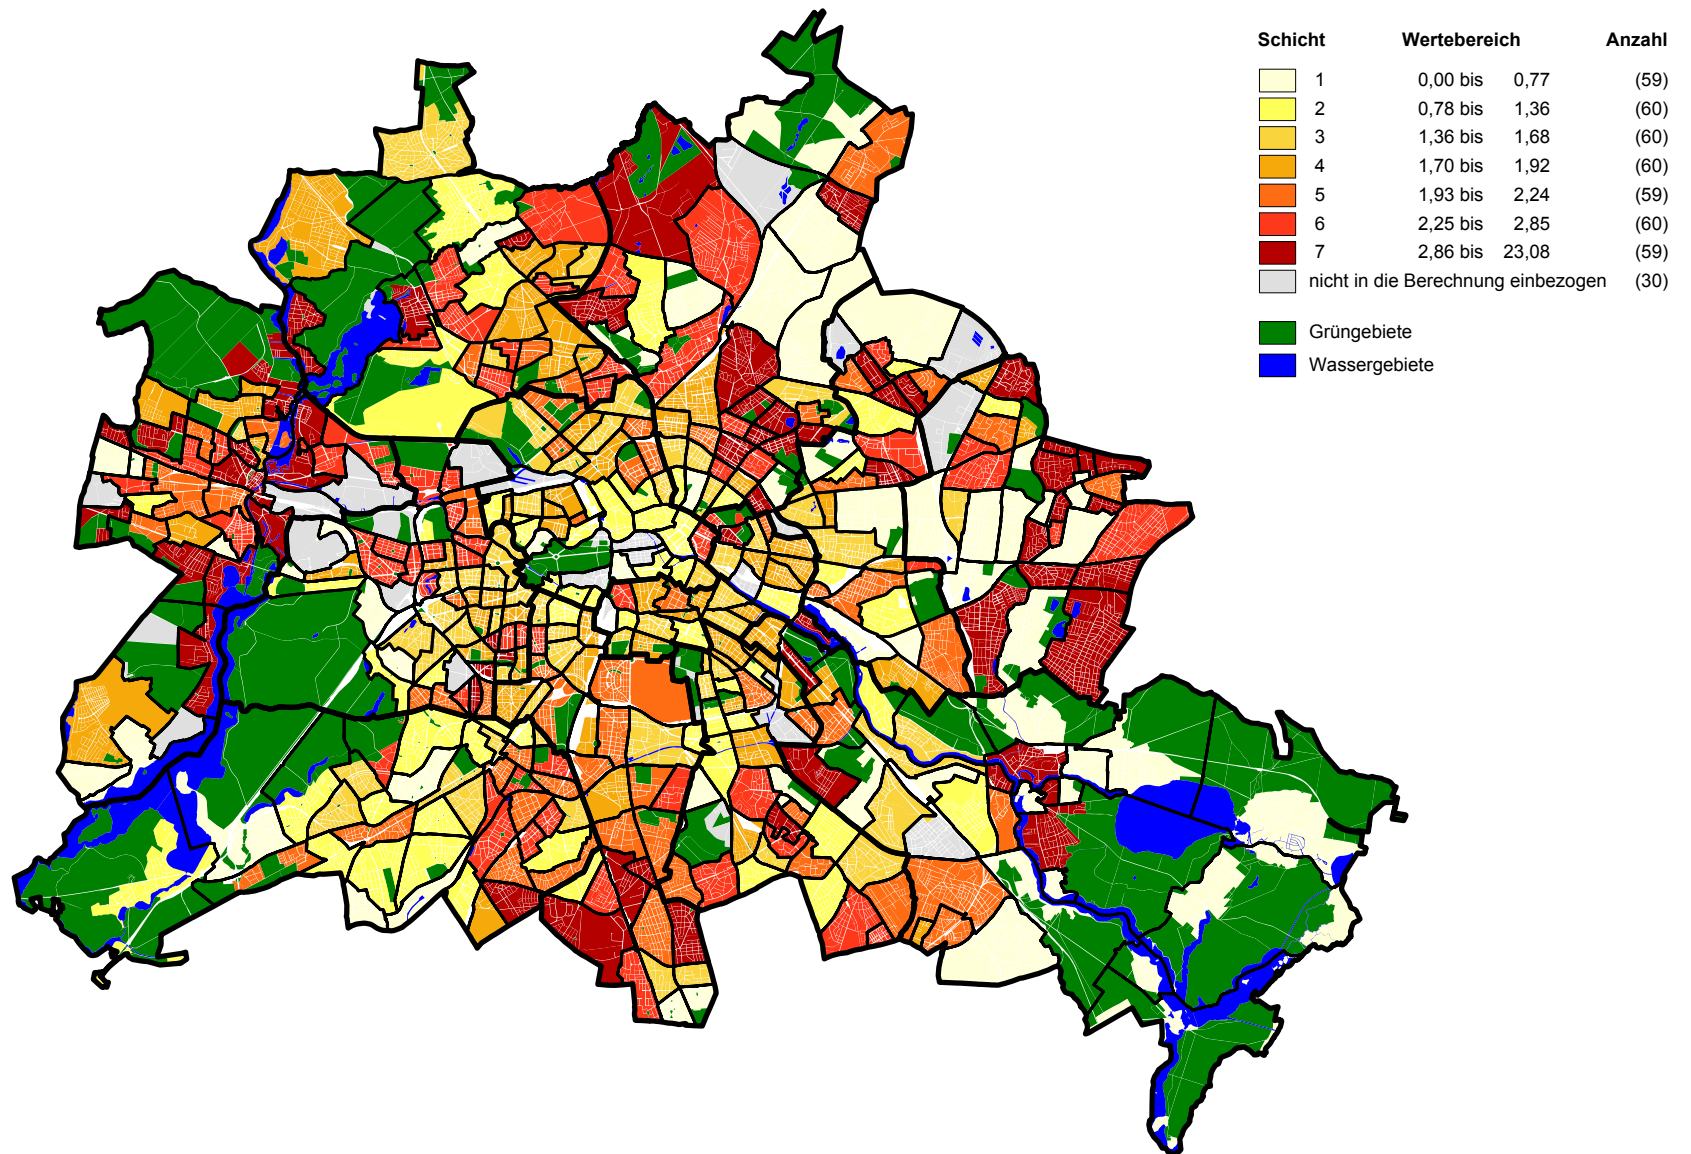 Schicht Wertebereich Anzahl
1 0,00 bis 0,77 (59)
2 0,78 bis 1,36 (60)
3 1,36 bis 1,68 (60)
4 1,70 bis 1,92 (60)
5 1,93 bis 2,24 (59)
6 2,25 bis 2,85 (60)
7 2,86 bis 23,08 (59)
nicht in die Berechnung einbezogen (30)
Grüngebiete
Wassergebiete